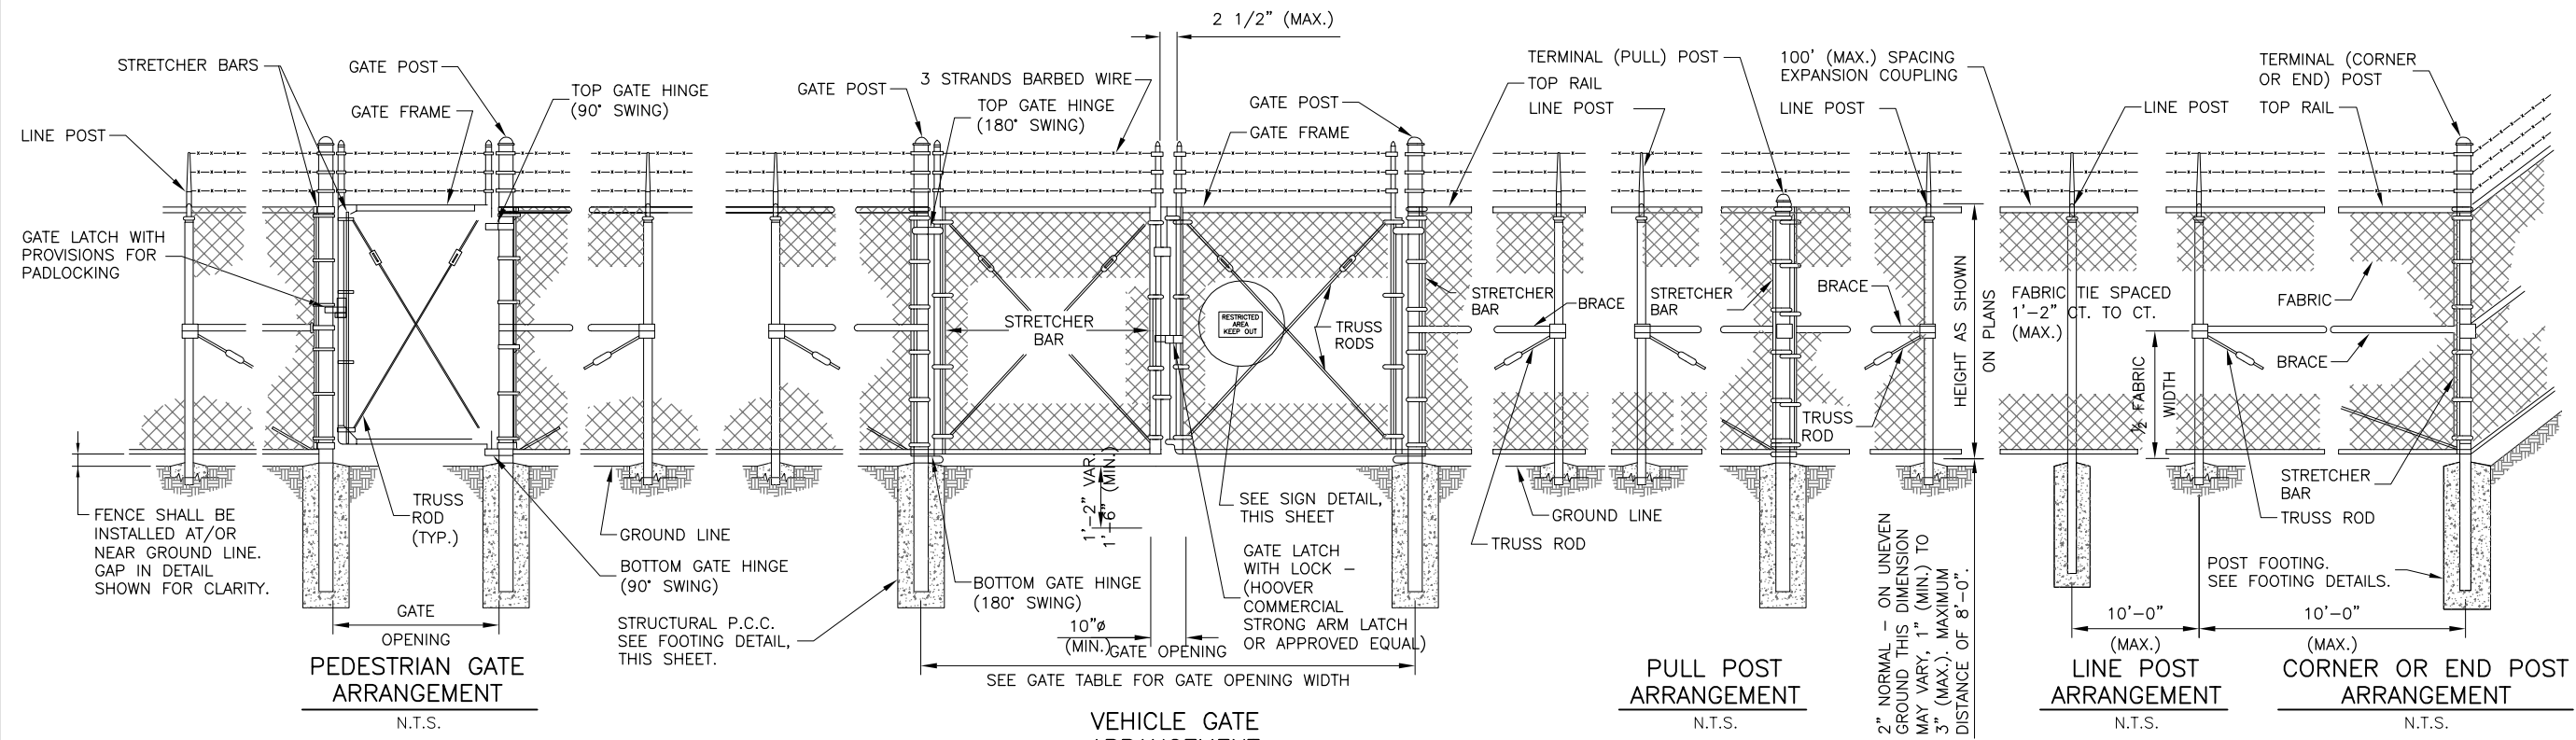 2 1/2" (MAX.)
STRETCHER BARS
GATE POST
TOP GATE HINGE
(90° SWING)
GATE FRAME
LINE POST
GATE LATCH WITH
PROVISIONS FOR
PADLOCKING
FENCE SHALL BE
INSTALLED AT/OR
NEAR GROUND LINE.
GAP IN DETAIL
SHOWN FOR CLARITY.
TRUSS
ROD
(TYP.)
GATE
OPENING
PEDESTRIAN GATE
ARRANGEMENT
N.T.S.
GROUND LINE
BOTTOM GATE HINGE
(90° SWING)
STRUCTURAL P.C.C.
SEE FOOTING DETAIL,
THIS SHEET.
GATE POST
3 STRANDS BARBED WIRE
TOP GATE HINGE
(180° SWING)
GATE POST
GATE FRAME
STRETCHER
BAR
RESTRICTED
AREA
KEEP OUT
TRUSS
RODS
STRETCHER
BAR
1'-2" VAR.
1'-6" (MIN.)
SEE SIGN DETAIL,
THIS SHEET
BOTTOM GATE HINGE
(180° SWING)
GATE LATCH
WITH LOCK –
(HOOVER
COMMERCIAL
STRONG ARM LATCH
OR APPROVED EQUAL)
10"ø
(MIN.)
GATE OPENING
SEE GATE TABLE FOR GATE OPENING WIDTH
VEHICLE GATE
ARRANGEMENT
TERMINAL (PULL) POST
TOP RAIL
LINE POST
BRACE
STRETCHER
BAR
GROUND LINE
TRUSS ROD
PULL POST
ARRANGEMENT
N.T.S.
100' (MAX.) SPACING
EXPANSION COUPLING
LINE POST
BRACE
TRUSS
ROD
HEIGHT AS SHOWN
ON PLANS
2" NORMAL – ON UNEVEN
GROUND THIS DIMENSION
MAY VARY, 1" (MIN.) TO
3" (MAX.). MAXIMUM
DISTANCE OF 8'-0".
LINE POST
FABRIC TIE SPACED
1'-2" CT. TO CT.
(MAX.)
½ FABRIC
WIDTH
10'-0"
(MAX.)
LINE POST
ARRANGEMENT
N.T.S.
TERMINAL (CORNER
OR END) POST
TOP RAIL
FABRIC
BRACE
STRETCHER
BAR
TRUSS ROD
POST FOOTING.
SEE FOOTING DETAILS.
10'-0"
(MAX.)
CORNER OR END POST
ARRANGEMENT
N.T.S.